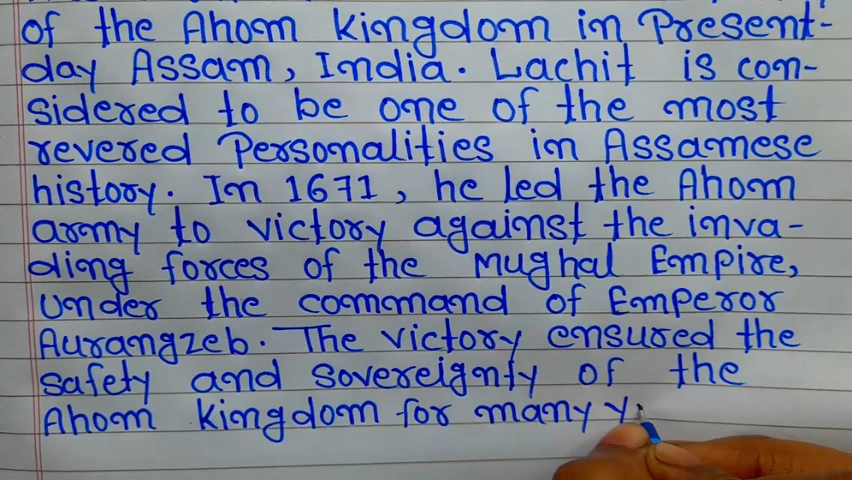 of the Ahom Kingdom in Present-
day Assam, India. Lachit is con-
sidered to be one of the most
revered Personalities in Assamese
history. In 1671, he led the Ahom
army to victory against the inva-
ding forces of the Mughal Empire,
under the command of Emperor
Aurangzeb. The victory ensured the
safety and sovereignty of the
Ahom kingdom for many y